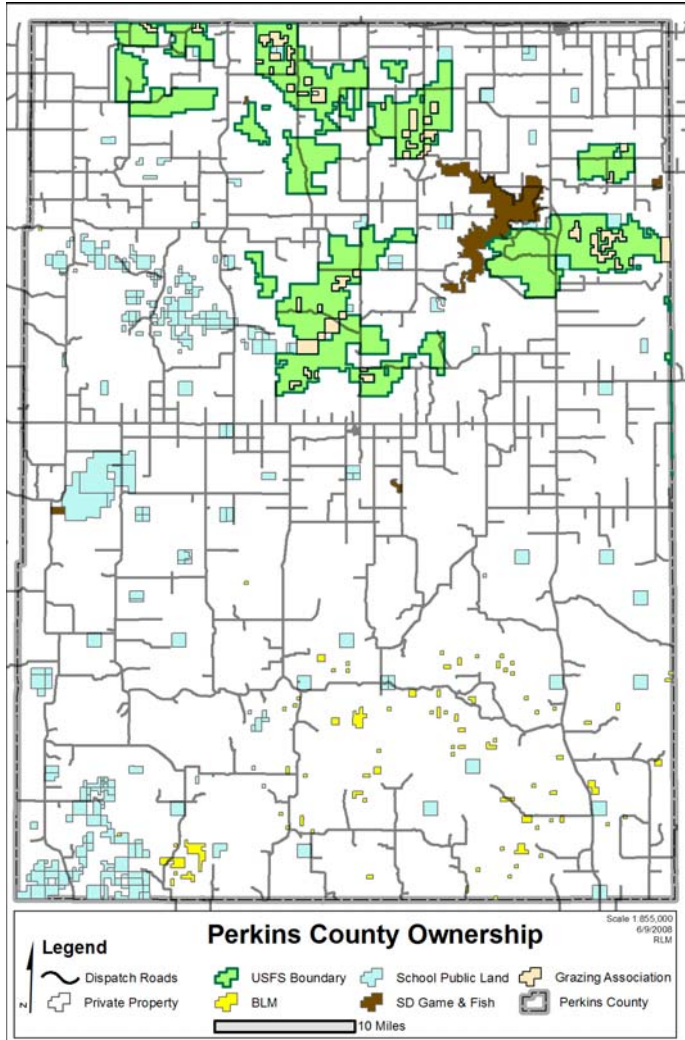 Perkins County Ownership
Scale 1:855,000
6/9/2008
RLM
Legend
Dispatch Roads
USFS Boundary
School Public Land
Grazing Association
Private Property
BLM
SD Game & Fish
Perkins County
N
10 Miles